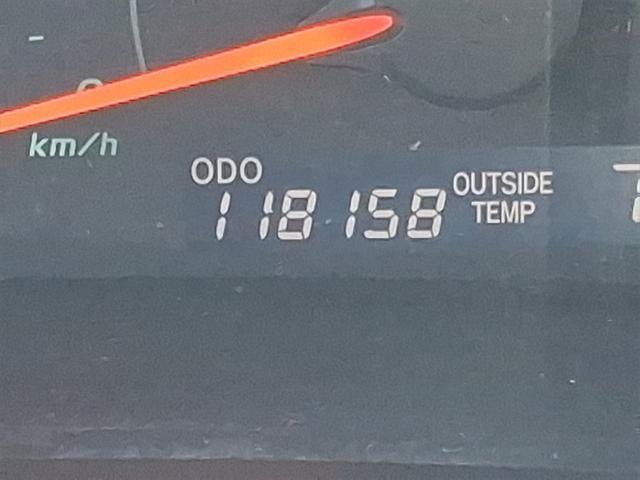 km/h
ODO
118158
OUTSIDE
TEMP